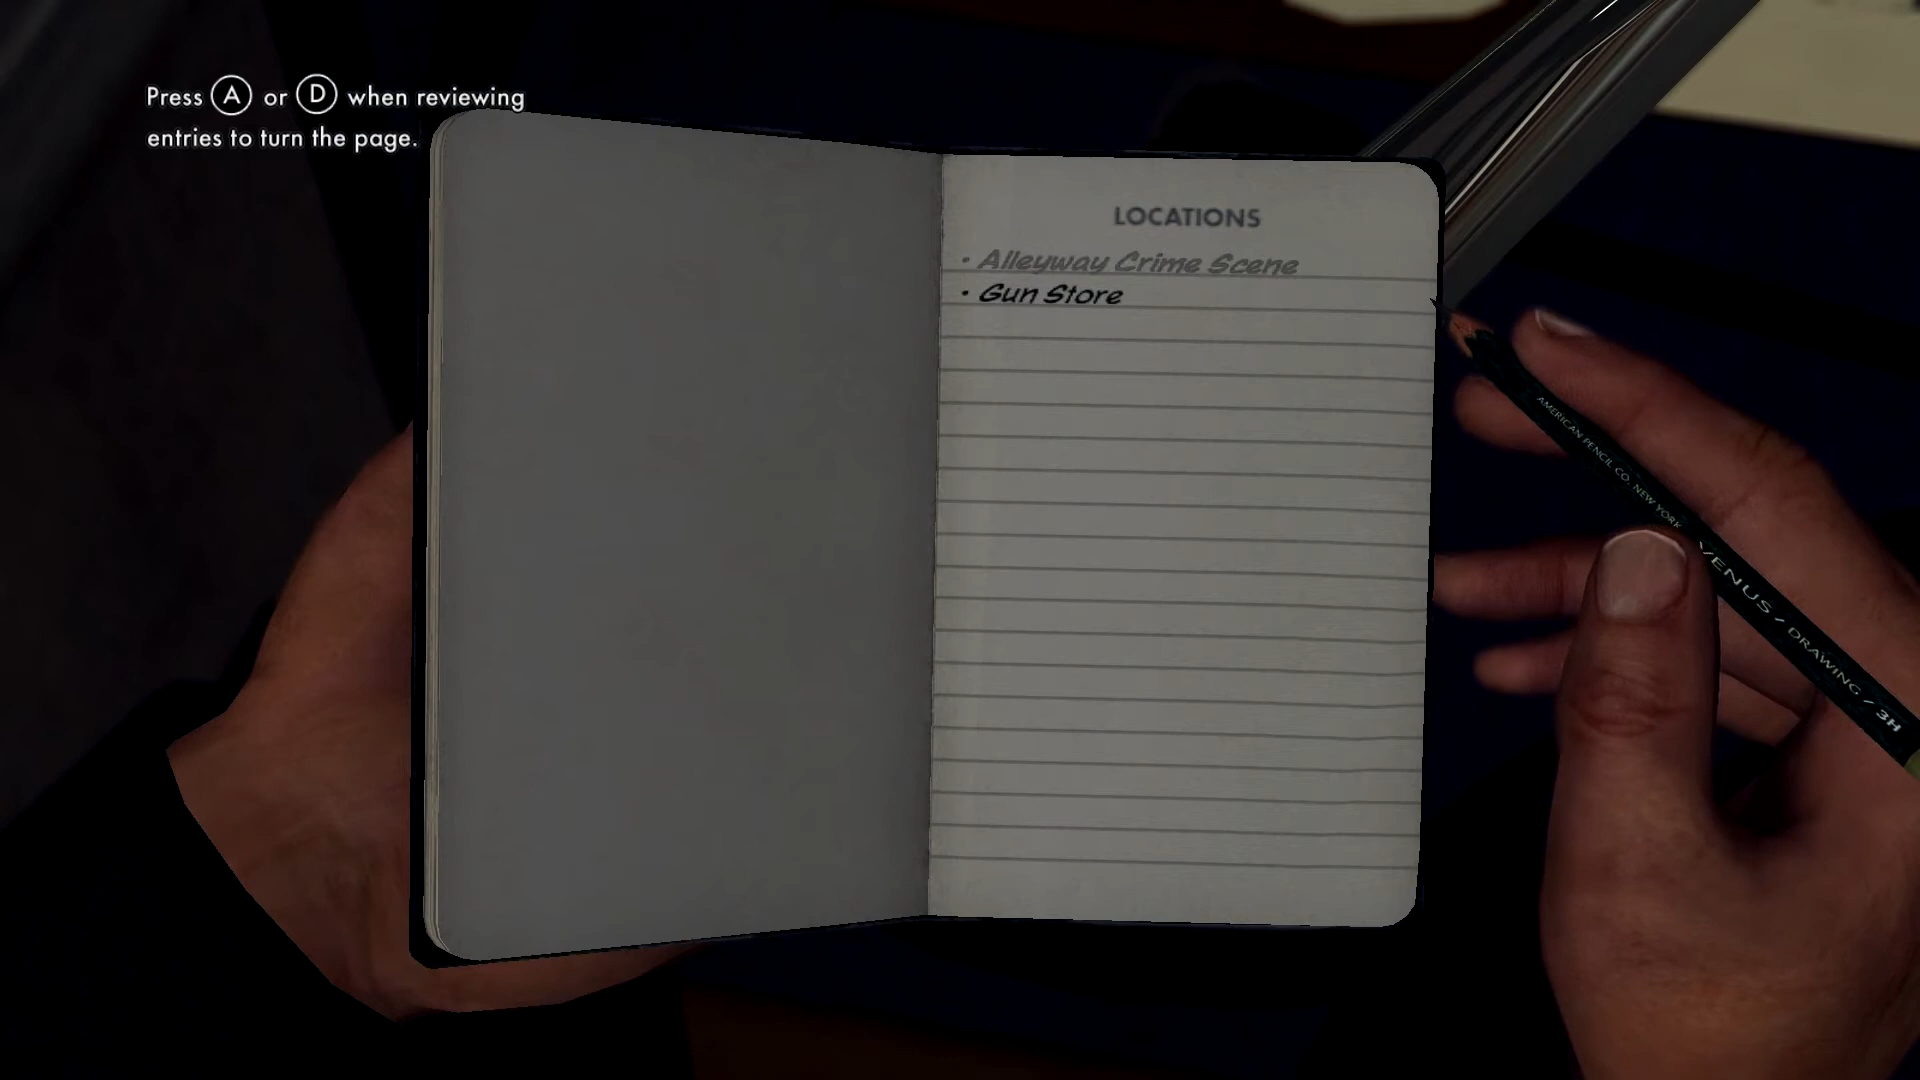 Press A or D when reviewing
entries to turn the page.
LOCATIONS
• Alleyway Crime Scene
• Gun Store
AMERICAN PENCIL CO. NEW YORK
VENUS / DRAWING / 3H